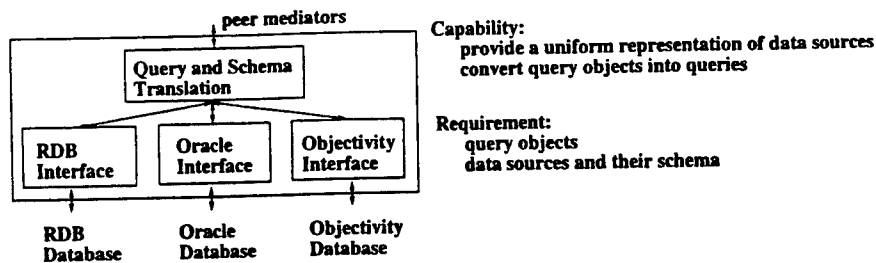 peer mediators
Query and Schema
Translation
RDB
Interface
Oracle
Interface
Objectivity
Interface
RDB
Database
Oracle
Database
Objectivity
Database
Capability:
provide a uniform representation of data sources
convert query objects into queries
Requirement:
query objects
data sources and their schema